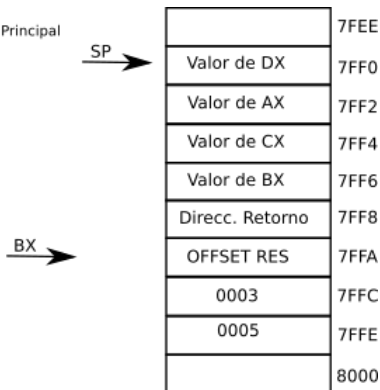 Principal
7FEE
SP
Valor de DX 7FF0
Valor de AX 7FF2
Valor de CX 7FF4
Valor de BX 7FF6
Direcc. Retorno 7FF8
BX
OFFSET RES 7FFA
0003 7FFC
0005 7FFE
8000